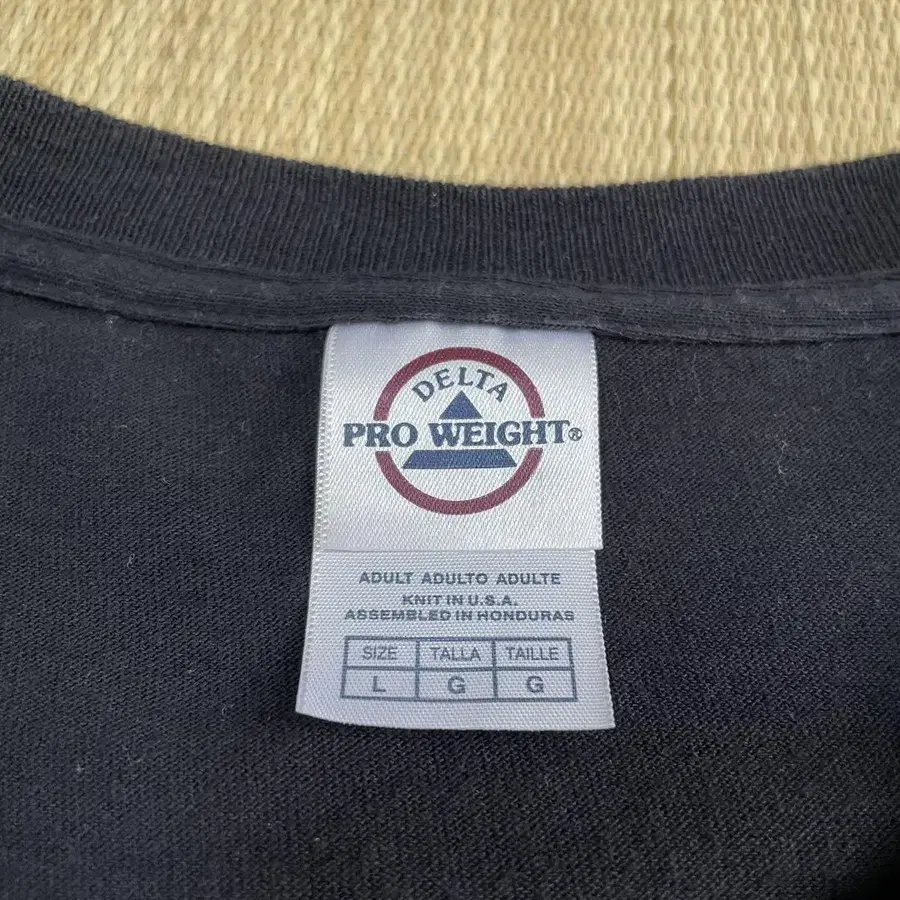 DELTA
PRO WEIGHT®
ADULT ADULTO ADULTE
KNIT IN U.S.A.
ASSEMBLED IN HONDURAS
SIZE TALLA TAILLE
L G G